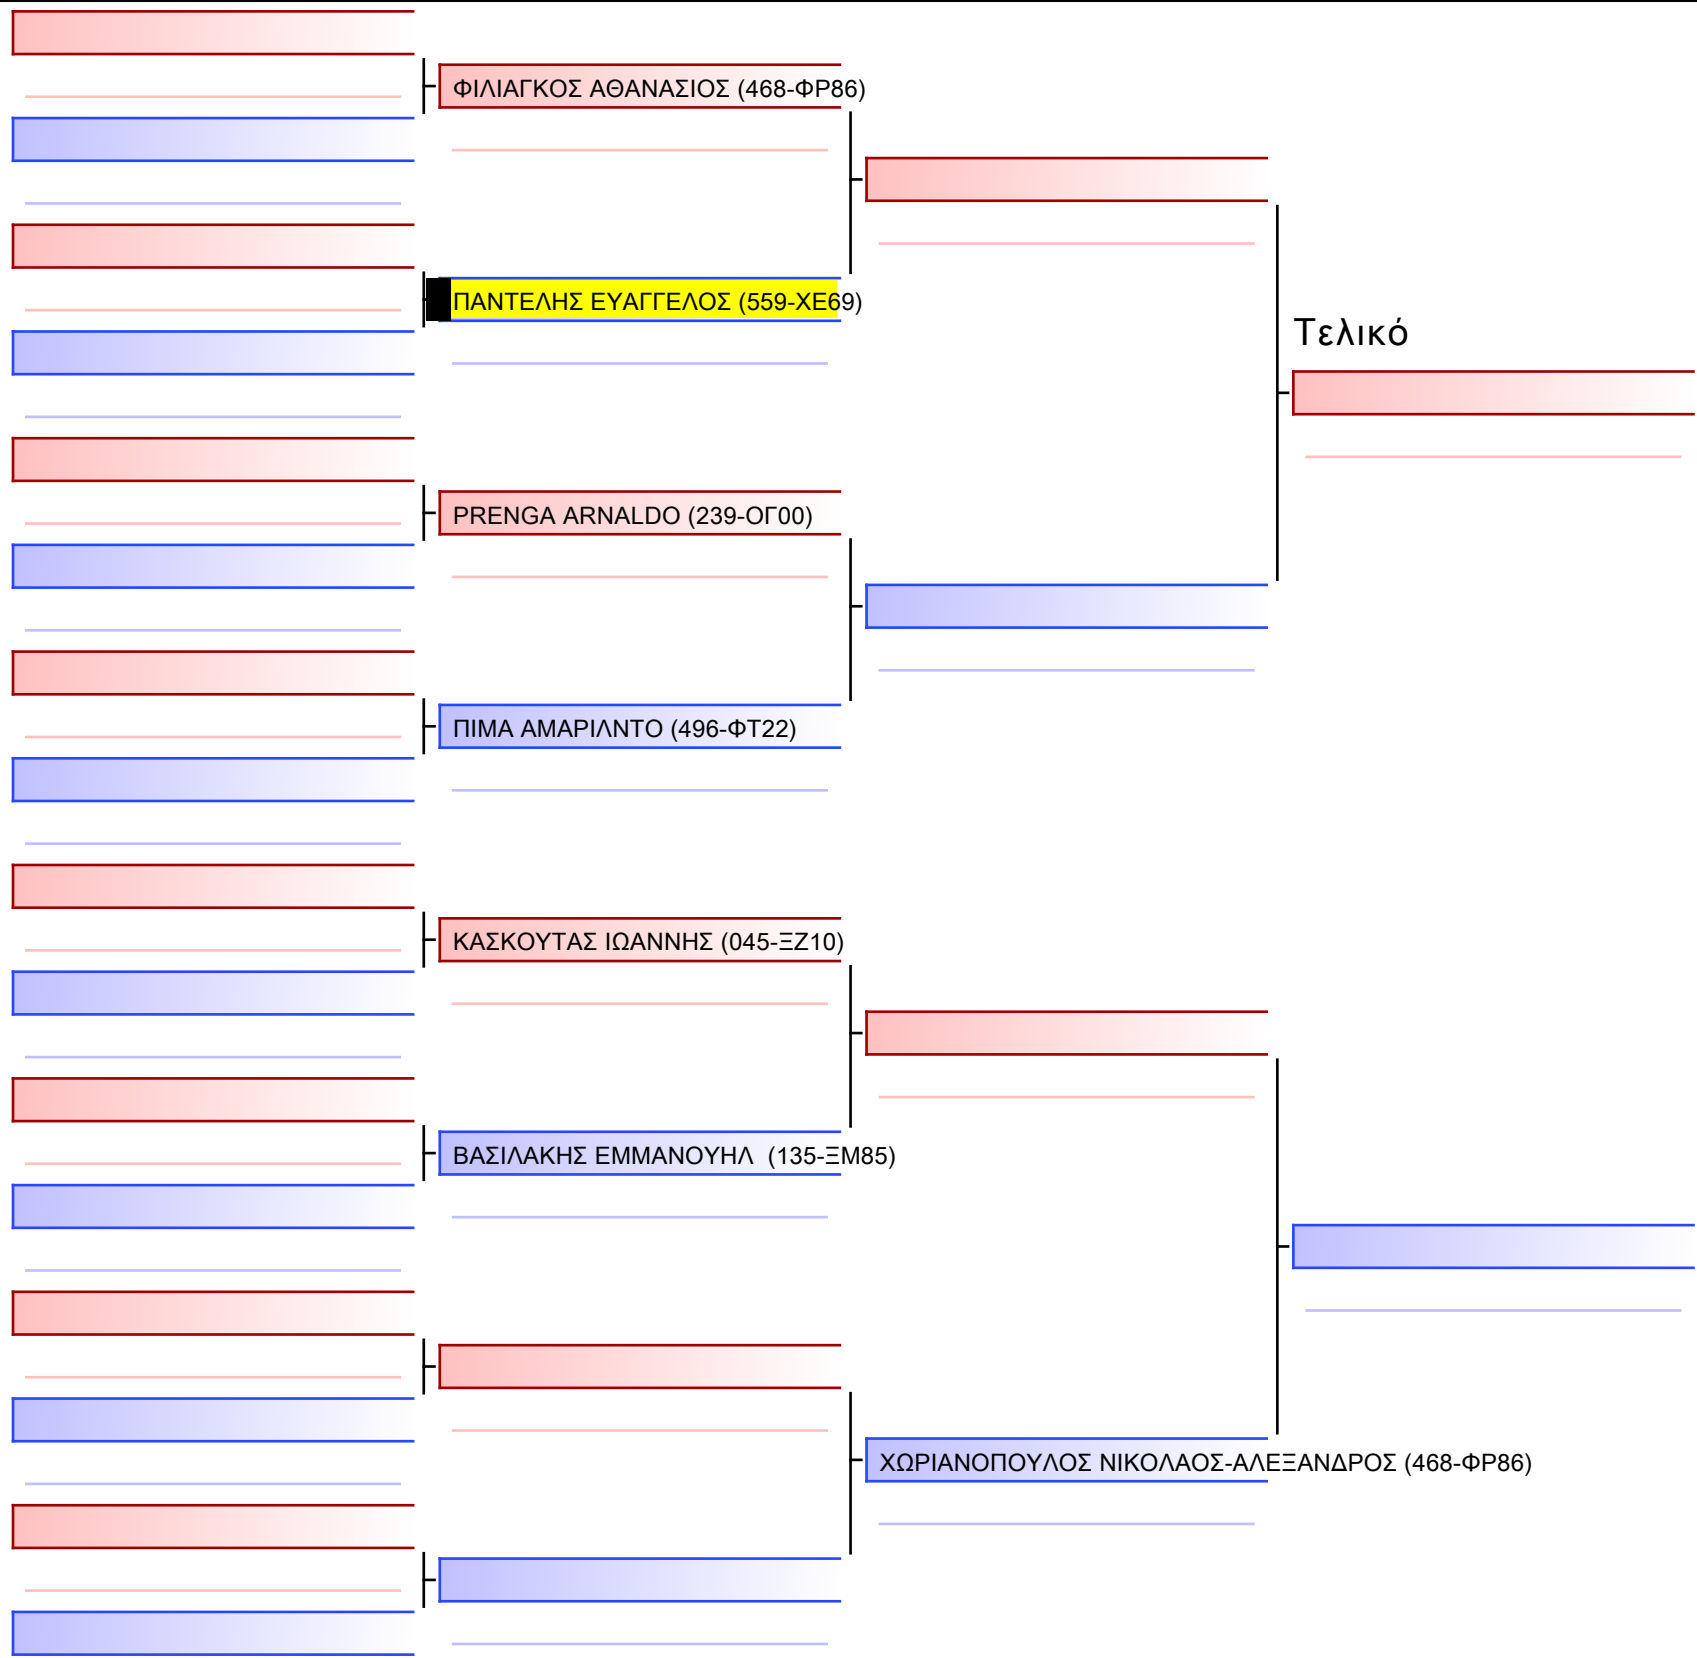 ΦΙΛΙΑΓΚΟΣ ΑΘΑΝΑΣΙΟΣ (468-ΦΡ86)
ΠΑΝΤΕΛΗΣ ΕΥΑΓΓΕΛΟΣ (559-ΧΕ69)
Τελικό
PRENGA ARNALDO (239-ΟΓ00)
ΠΙΜΑ ΑΜΑΡΙΛΝΤΟ (496-ΦΤ22)
ΚΑΣΚΟΥΤΑΣ ΙΩΑΝΝΗΣ (045-ΞΖ10)
ΒΑΣΙΛΑΚΗΣ ΕΜΜΑΝΟΥΗΛ (135-ΞΜ85)
ΧΩΡΙΑΝΟΠΟΥΛΟΣ ΝΙΚΟΛΑΟΣ-ΑΛΕΞΑΝΔΡΟΣ (468-ΦΡ86)